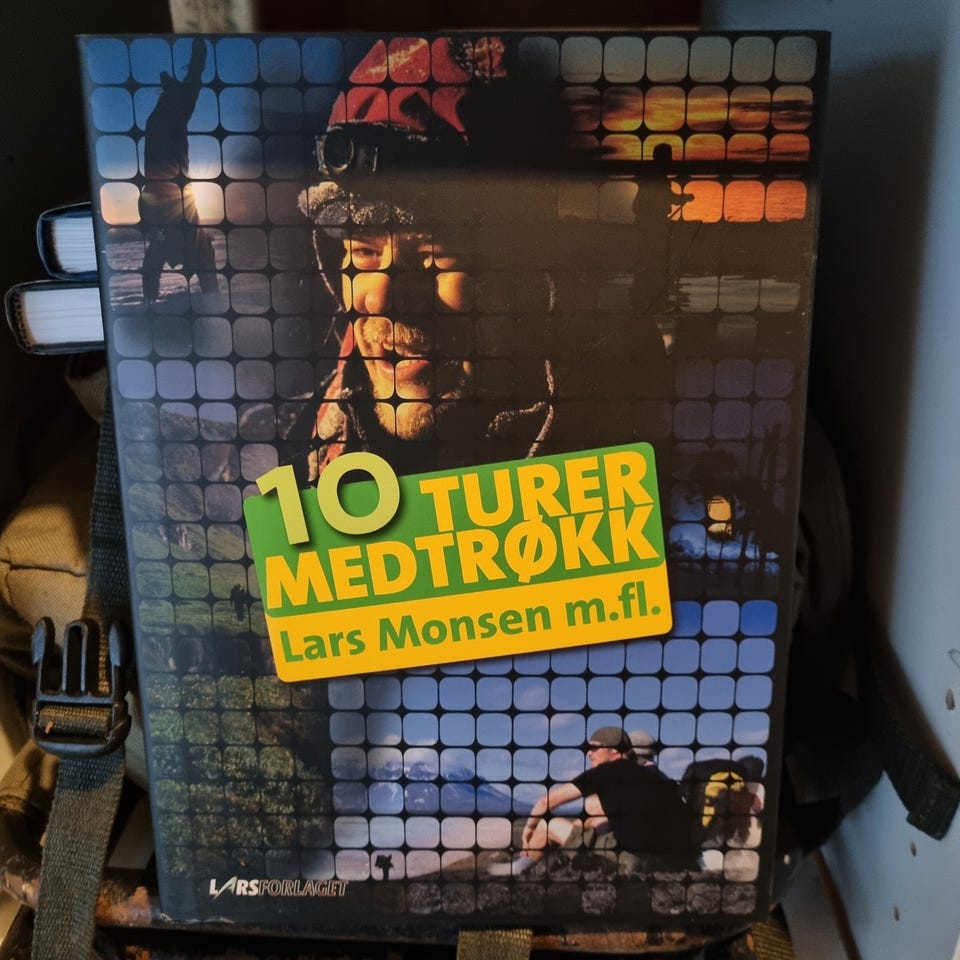 10 TURER
MEDTRØKK
Lars Monsen m.fl.
LARSFORLAGET